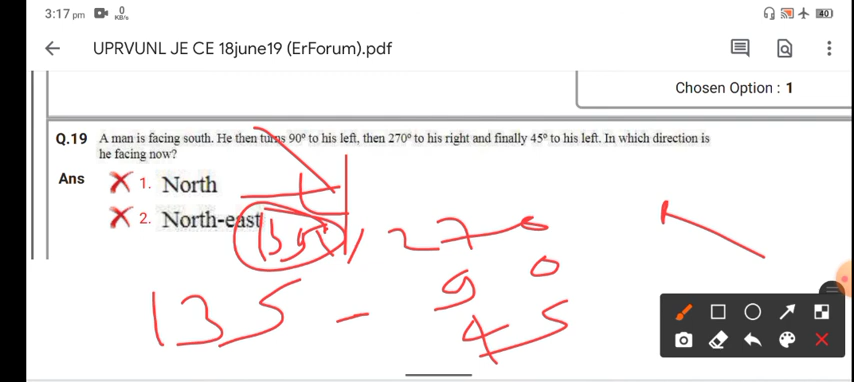 3:17 pm 0 KB/s 40
UPRVUNL JE CE 18june19 (ErForum).pdf
Chosen Option : 1
Q.19 A man is facing south. He then turns 90° to his left, then 270° to his right and finally 45° to his left. In which direction is
he facing now?
Ans 1. North
2. North-east
135, 270
90
135 - 45